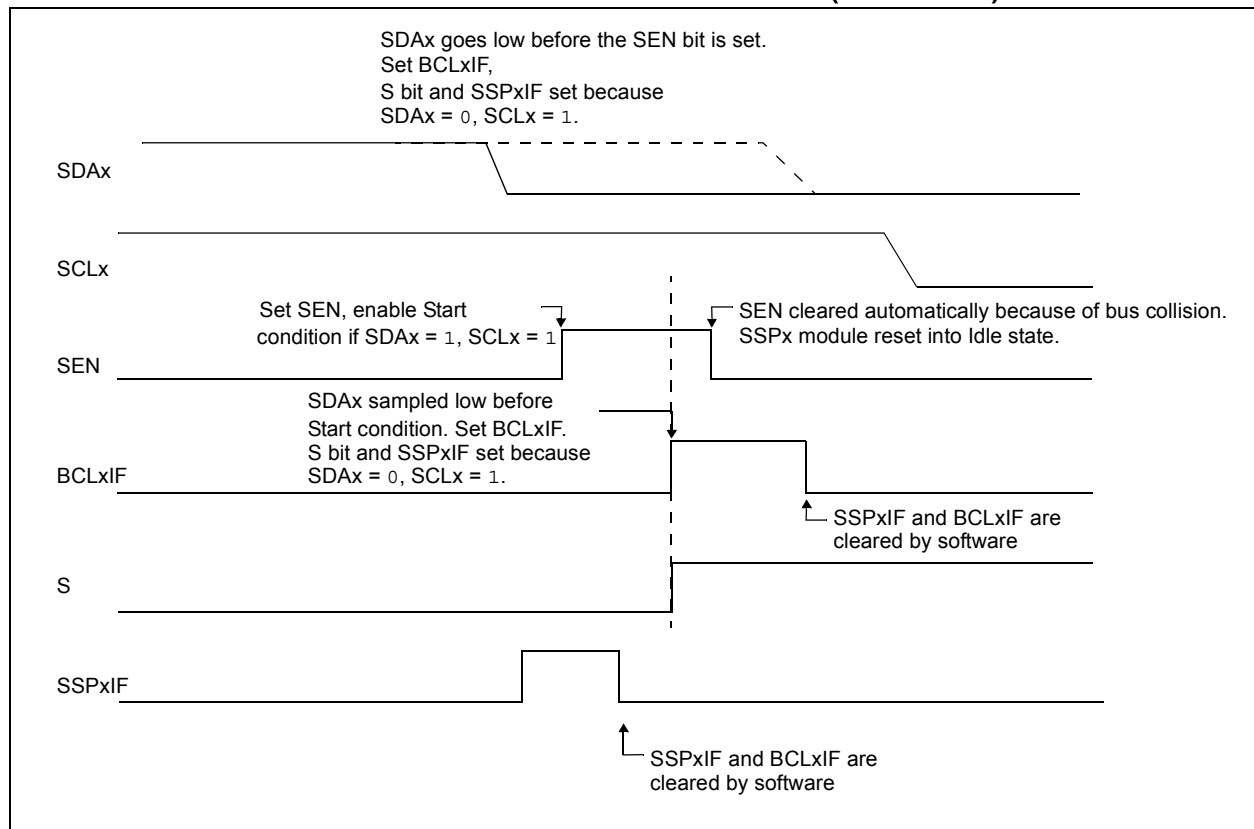 SDAx goes low before the SEN bit is set.
Set BCLxIF,
S bit and SSPxIF set because
SDAx = 0, SCLx = 1.
SDAx
SCLx
Set SEN, enable Start
condition if SDAx = 1, SCLx = 1
SEN cleared automatically because of bus collision.
SSPx module reset into Idle state.
SEN
SDAx sampled low before
Start condition. Set BCLxIF.
S bit and SSPxIF set because
SDAx = 0, SCLx = 1.
BCLxIF
SSPxIF and BCLxIF are
cleared by software
S
SSPxIF
SSPxIF and BCLxIF are
cleared by software